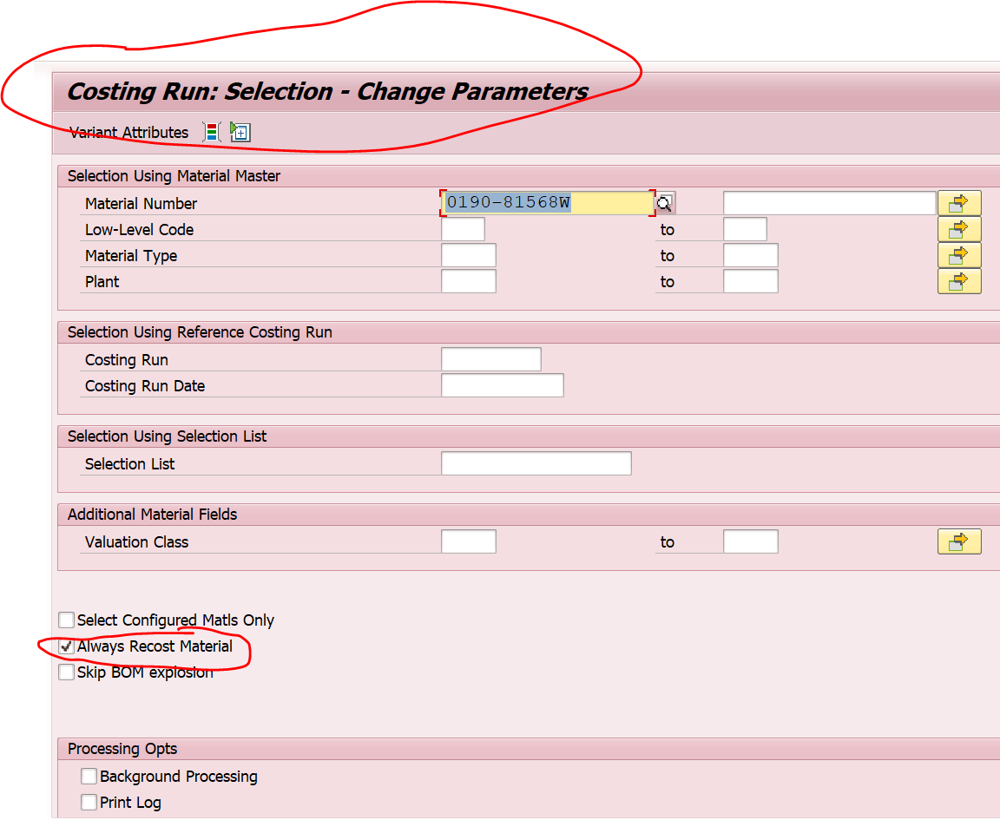 Costing Run: Selection - Change Parameters
Variant Attributes
Selection Using Material Master
Material Number 0190-81568W
Low-Level Code to
Material Type to
Plant to
Selection Using Reference Costing Run
Costing Run
Costing Run Date
Selection Using Selection List
Selection List
Additional Material Fields
Valuation Class to
Select Configured Matls Only
Always Recost Material
Skip BOM explosion
Processing Opts
Background Processing
Print Log